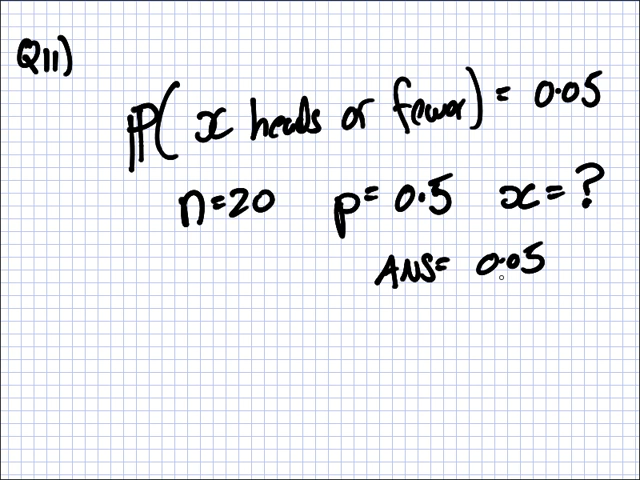 Q11)
P( x heads or fewer) = 0.05
n=20 p=0.5 x=?
ANS= 0.05